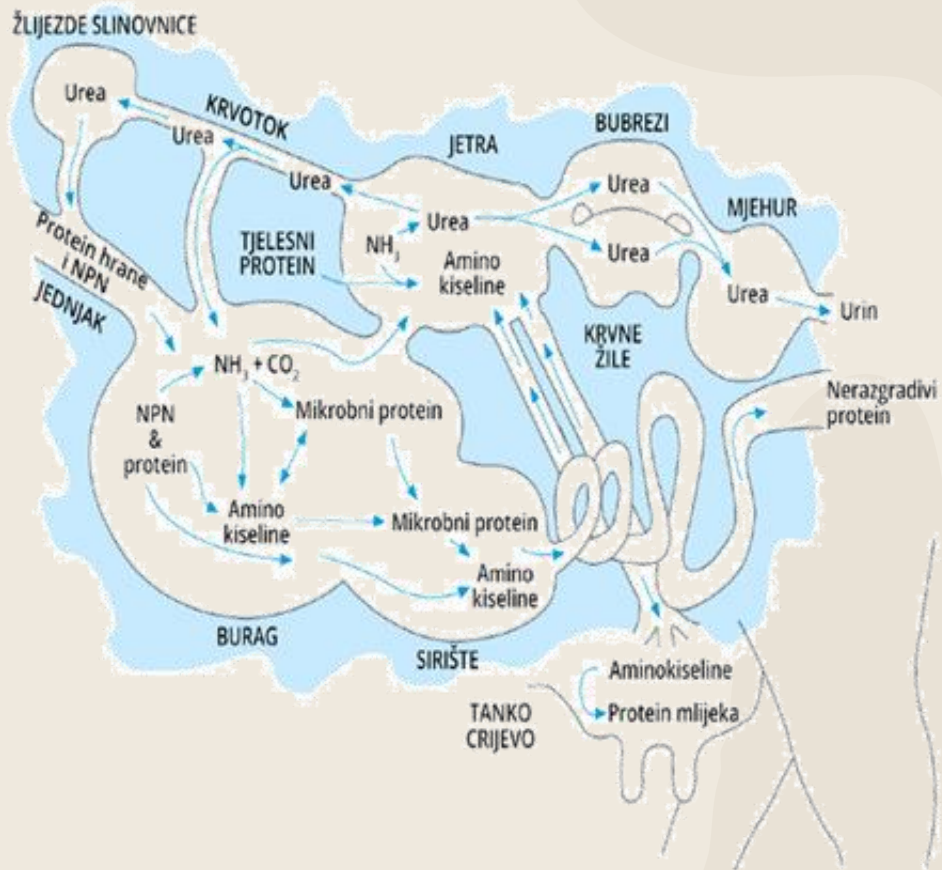 ŽLIJEZDE SLINOVNICE
Urea
KRVOTOK
Urea
Urea
JETRA
BUBREZI
Urea
Urea
MJEHUR
Urea
Urin
Urea
NH3
Amino
kiseline
TJELESNI
PROTEIN
Protein hrane
i NPN
JEDNJAK
KRVNE
ŽILE
NH3 + CO2
Mikrobni protein
NPN
&
protein
Amino
kiseline
Mikrobni protein
Amino
kiseline
Nerazgradivi
protein
BURAG
SIRIŠTE
TANKO
CRIJEVO
Aminokiseline
Protein mlijeka